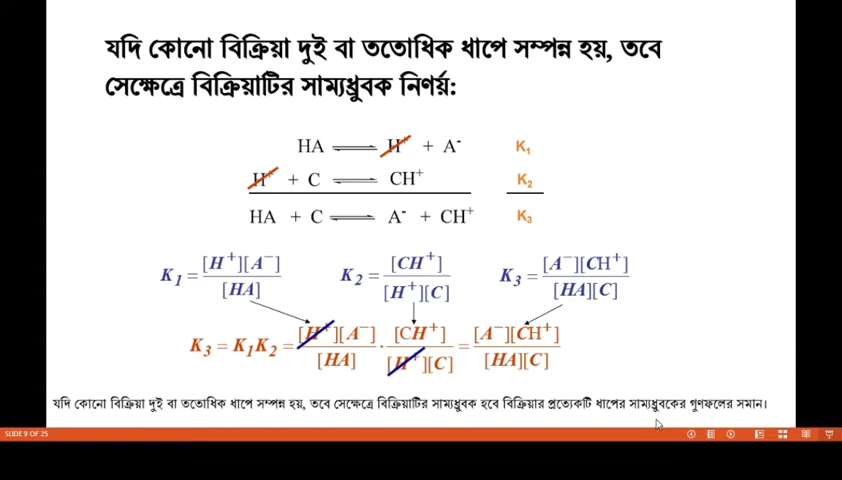 যদি কোনো বিক্রিয়া দুই বা ততোধিক ধাপে সম্পন্ন হয়, তবে
সেক্ষেত্রে বিক্রিয়াটির সাম্যধ্রুবক নির্ণয়:
HA ⇌ H⁺ + A⁻ K₁
H⁺ + C ⇌ CH⁺ K₂
HA + C ⇌ A⁻ + CH⁺ K₃
K₁ = [H⁺][A⁻] / [HA] K₂ = [CH⁺] / [H⁺][C] K₃ = [A⁻][CH⁺] / [HA][C]
K₃ = K₁K₂ = [H⁺][A⁻] / [HA] · [CH⁺] / [H⁺][C] = [A⁻][CH⁺] / [HA][C]
যদি কোনো বিক্রিয়া দুই বা ততোধিক ধাপে সম্পন্ন হয়, তবে সেক্ষেত্রে বিক্রিয়াটির সাম্যধ্রুবক হবে বিক্রিয়ার প্রত্যেকটি ধাপের সাম্যধ্রুবকের গুণফলের সমান।
SLIDE 9 OF 25